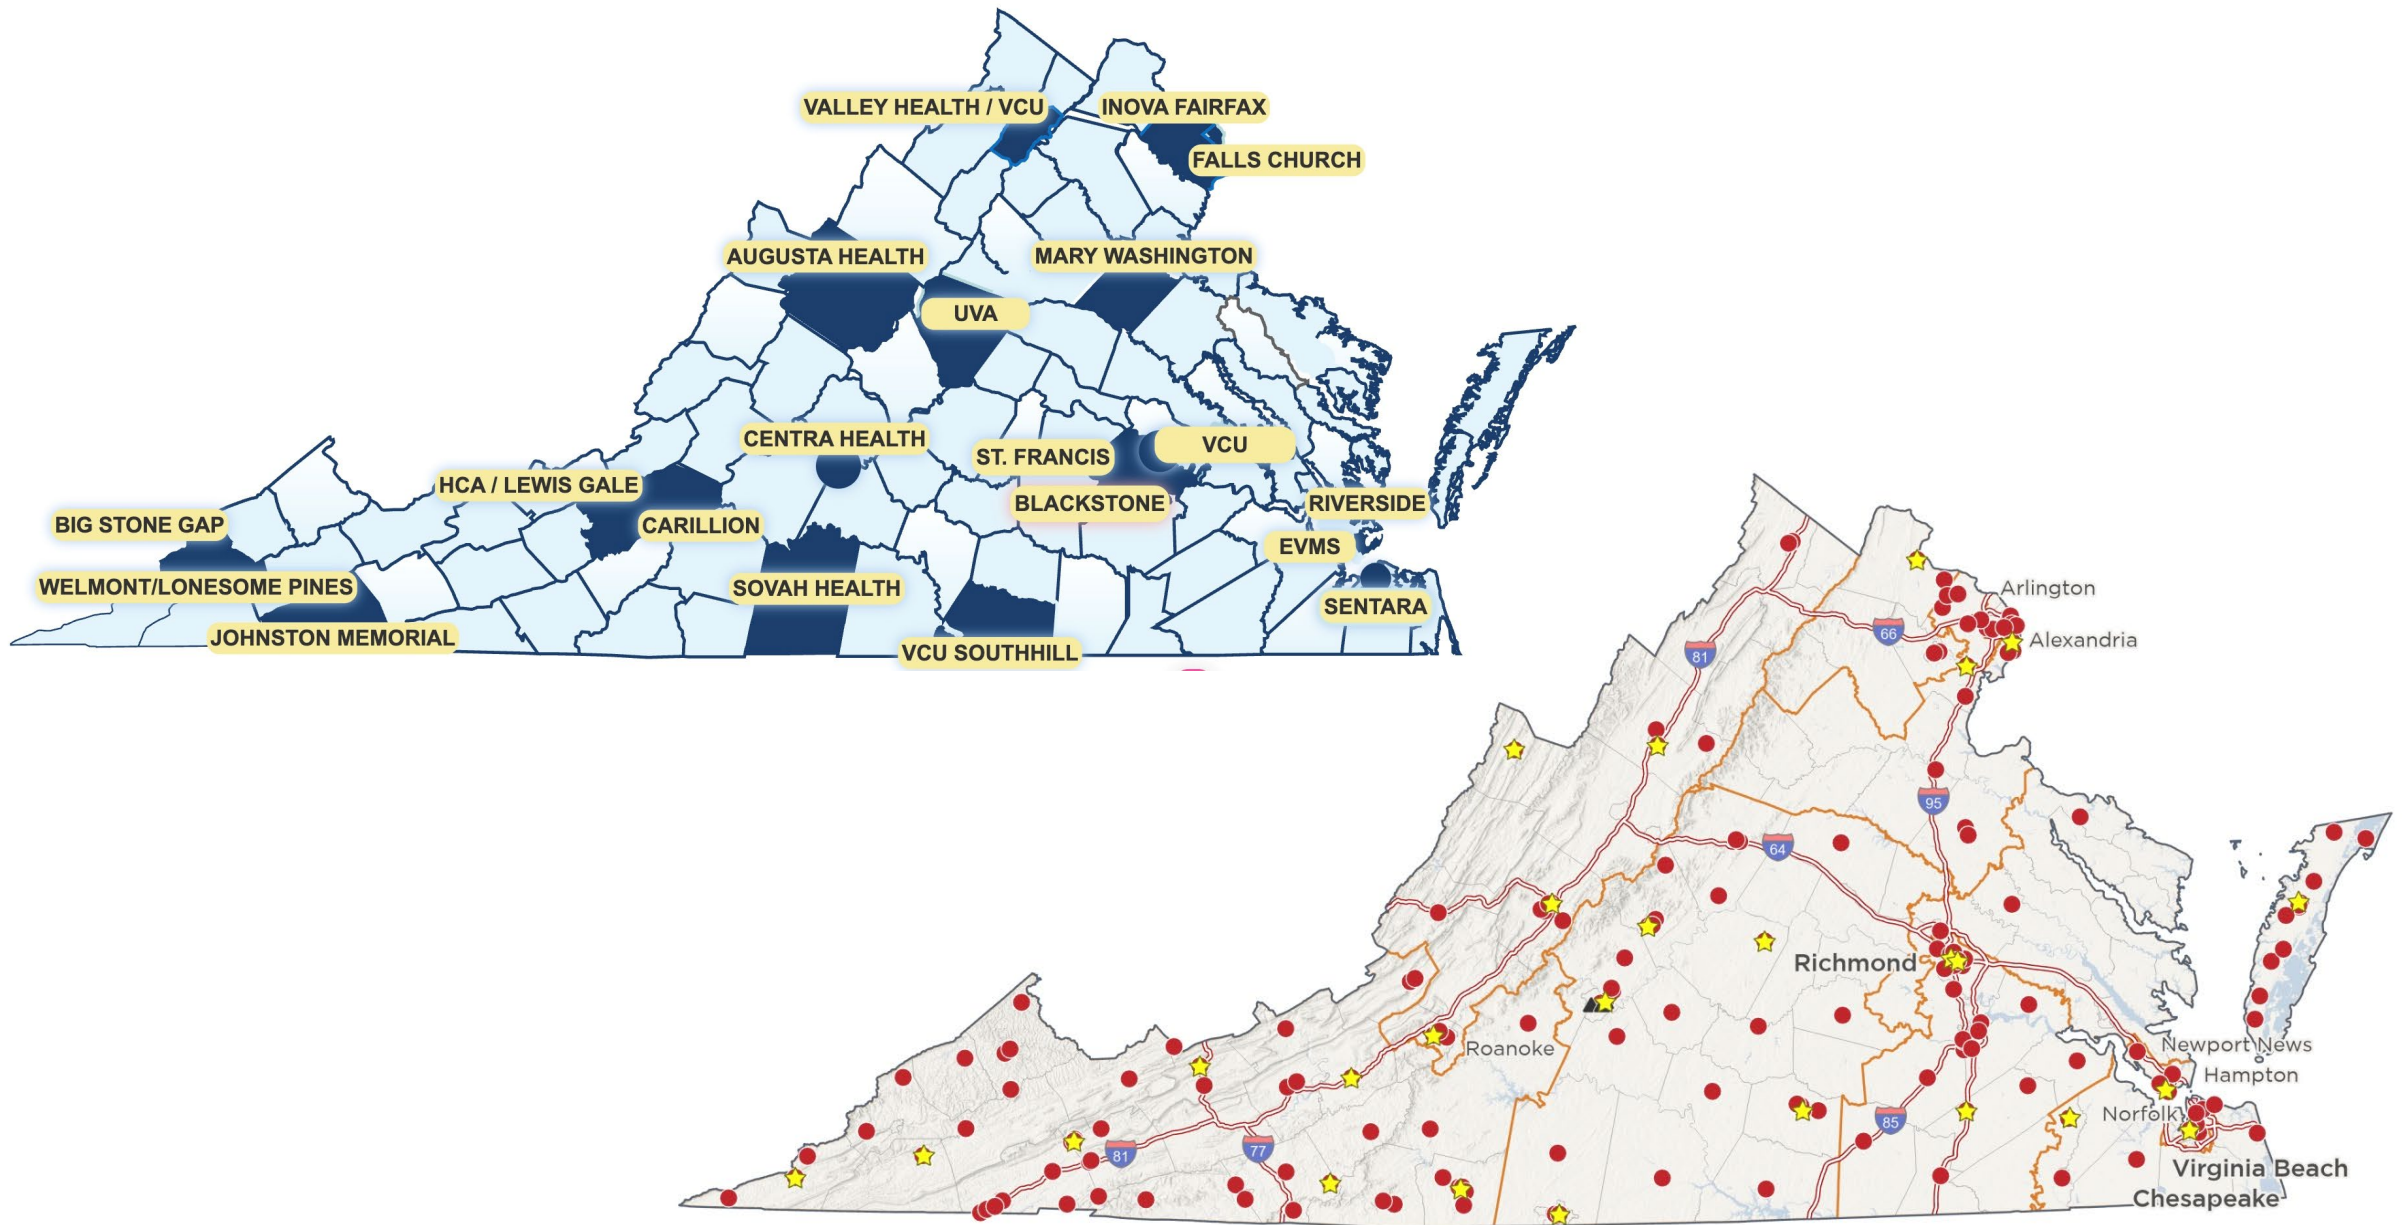 VALLEY HEALTH / VCU
INOVA FAIRFAX
FALLS CHURCH
AUGUSTA HEALTH
MARY WASHINGTON
UVA
CENTRA HEALTH
ST. FRANCIS
VCU
HCA / LEWIS GALE
BLACKSTONE
RIVERSIDE
BIG STONE GAP
CARILLION
EVMS
WELMONT/LONESOME PINES
SOVAH HEALTH
SENTARA
JOHNSTON MEMORIAL
VCU SOUTHHILL
Arlington
66
Alexandria
81
95
64
Richmond
Roanoke
Newport News
Hampton
Norfolk
85
81
77
Virginia Beach
Chesapeake